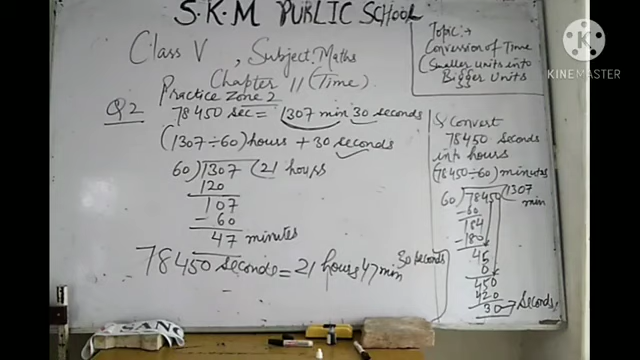 S.K.M PUBLIC SCHOOL
Class V, Subject. Maths
Chapter 11 (Time)
Practice Zone 2
Q2 78450 sec = 1307 min 30 seconds
(1307 ÷ 60) hours + 30 seconds
60) 1307 (21 hours
120
107
- 60
47 minutes
78450 seconds = 21 hours 47 min 30 seconds
Topic :→
Conversion of Time
(Smaller units into
Bigger Units
KINEMASTER
Convert
78450 seconds
into hours
(78450 ÷ 60) minutes
60) 78450 (1307 min
- 60
184
- 180
45
0
450
420
30 → Seconds.